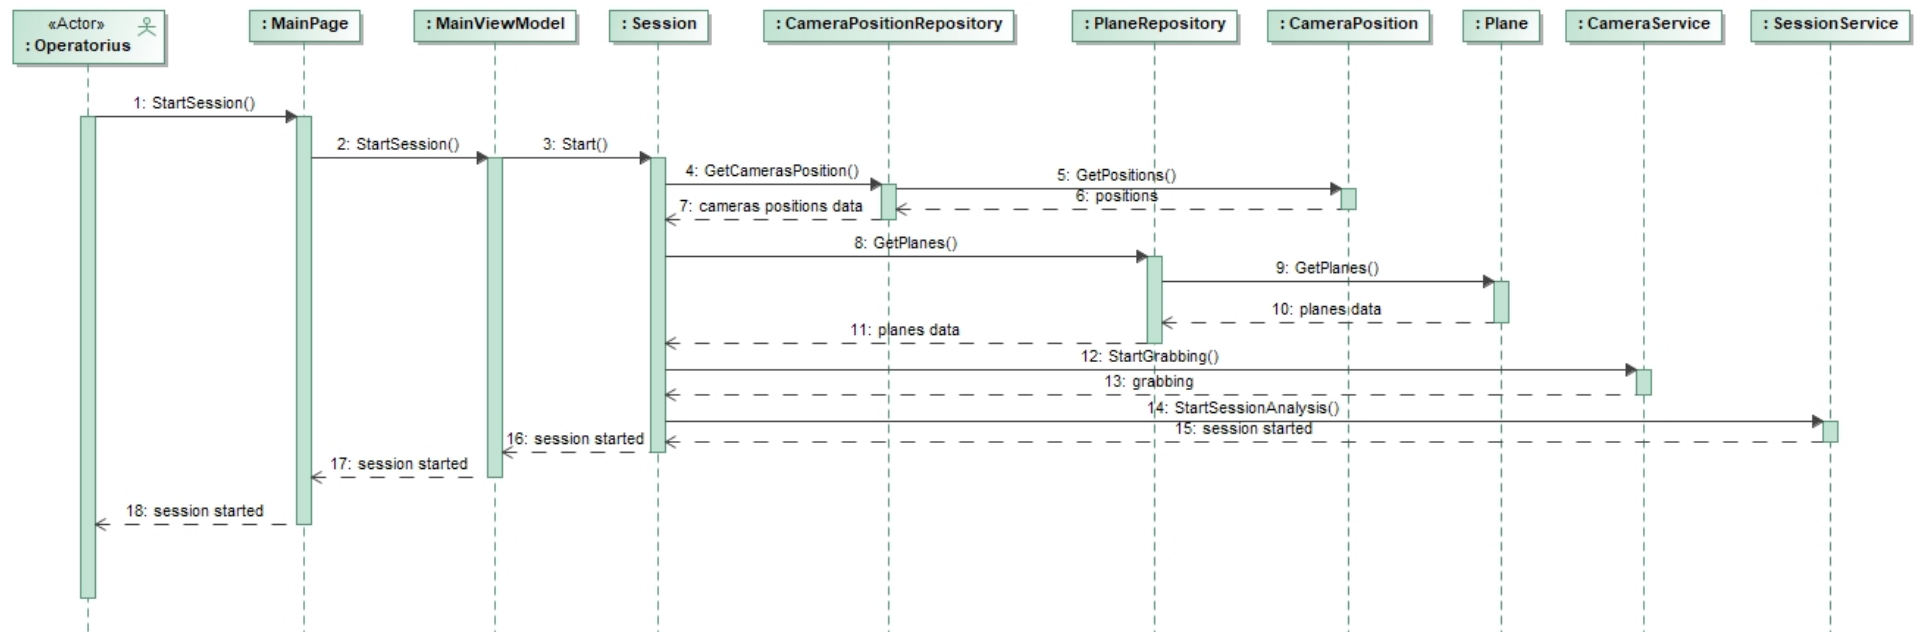 «Actor»
: Operatorius
: MainPage
: MainViewModel
: Session
: CameraPositionRepository
: PlaneRepository
: CameraPosition
: Plane
: CameraService
: SessionService
1: StartSession()
2: StartSession()
3: Start()
4: GetCamerasPosition()
5: GetPositions()
6: positions
7: cameras positions data
8: GetPlanes()
9: GetPlanes()
10: planes data
11: planes data
12: StartGrabbing()
13: grabbing
14: StartSessionAnalysis()
15: session started
16: session started
17: session started
18: session started